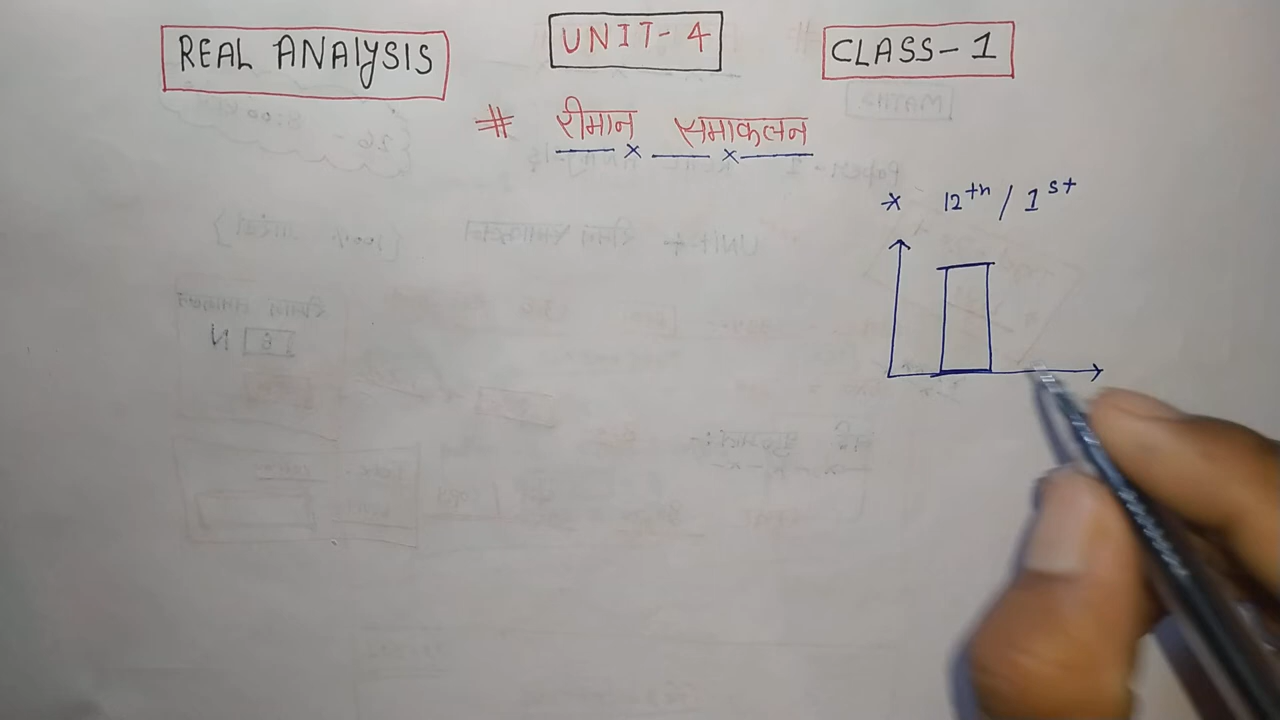 REAL ANALYSIS
UNIT-4
CLASS-1
# रीमान समाकलन
* 12th / 1st